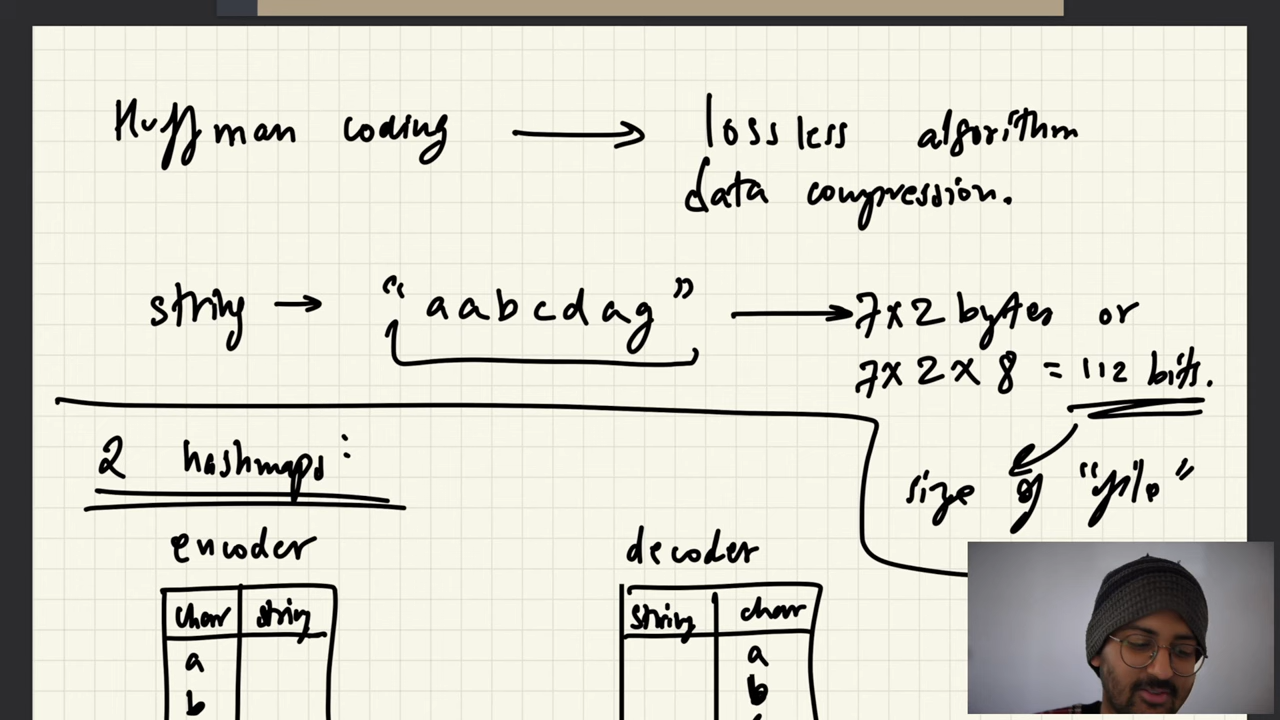 Huffman coding → lossless algorithm
data compression.
string → "aabcdag" → 7x2 bytes or
7x2x8 = 112 bits.
2 hashmaps:
size of "file"
encoder
decoder
char string
string char
a
a
b
b